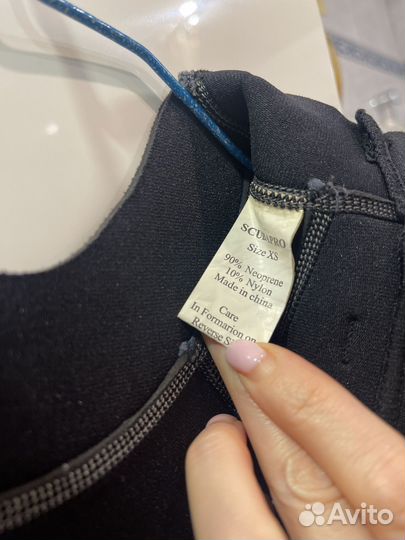 SCUBAPRO
Size XS
90% Neoprene
10% Nylon
Made in china
Care
In Formarion on
Reverse S
Avito